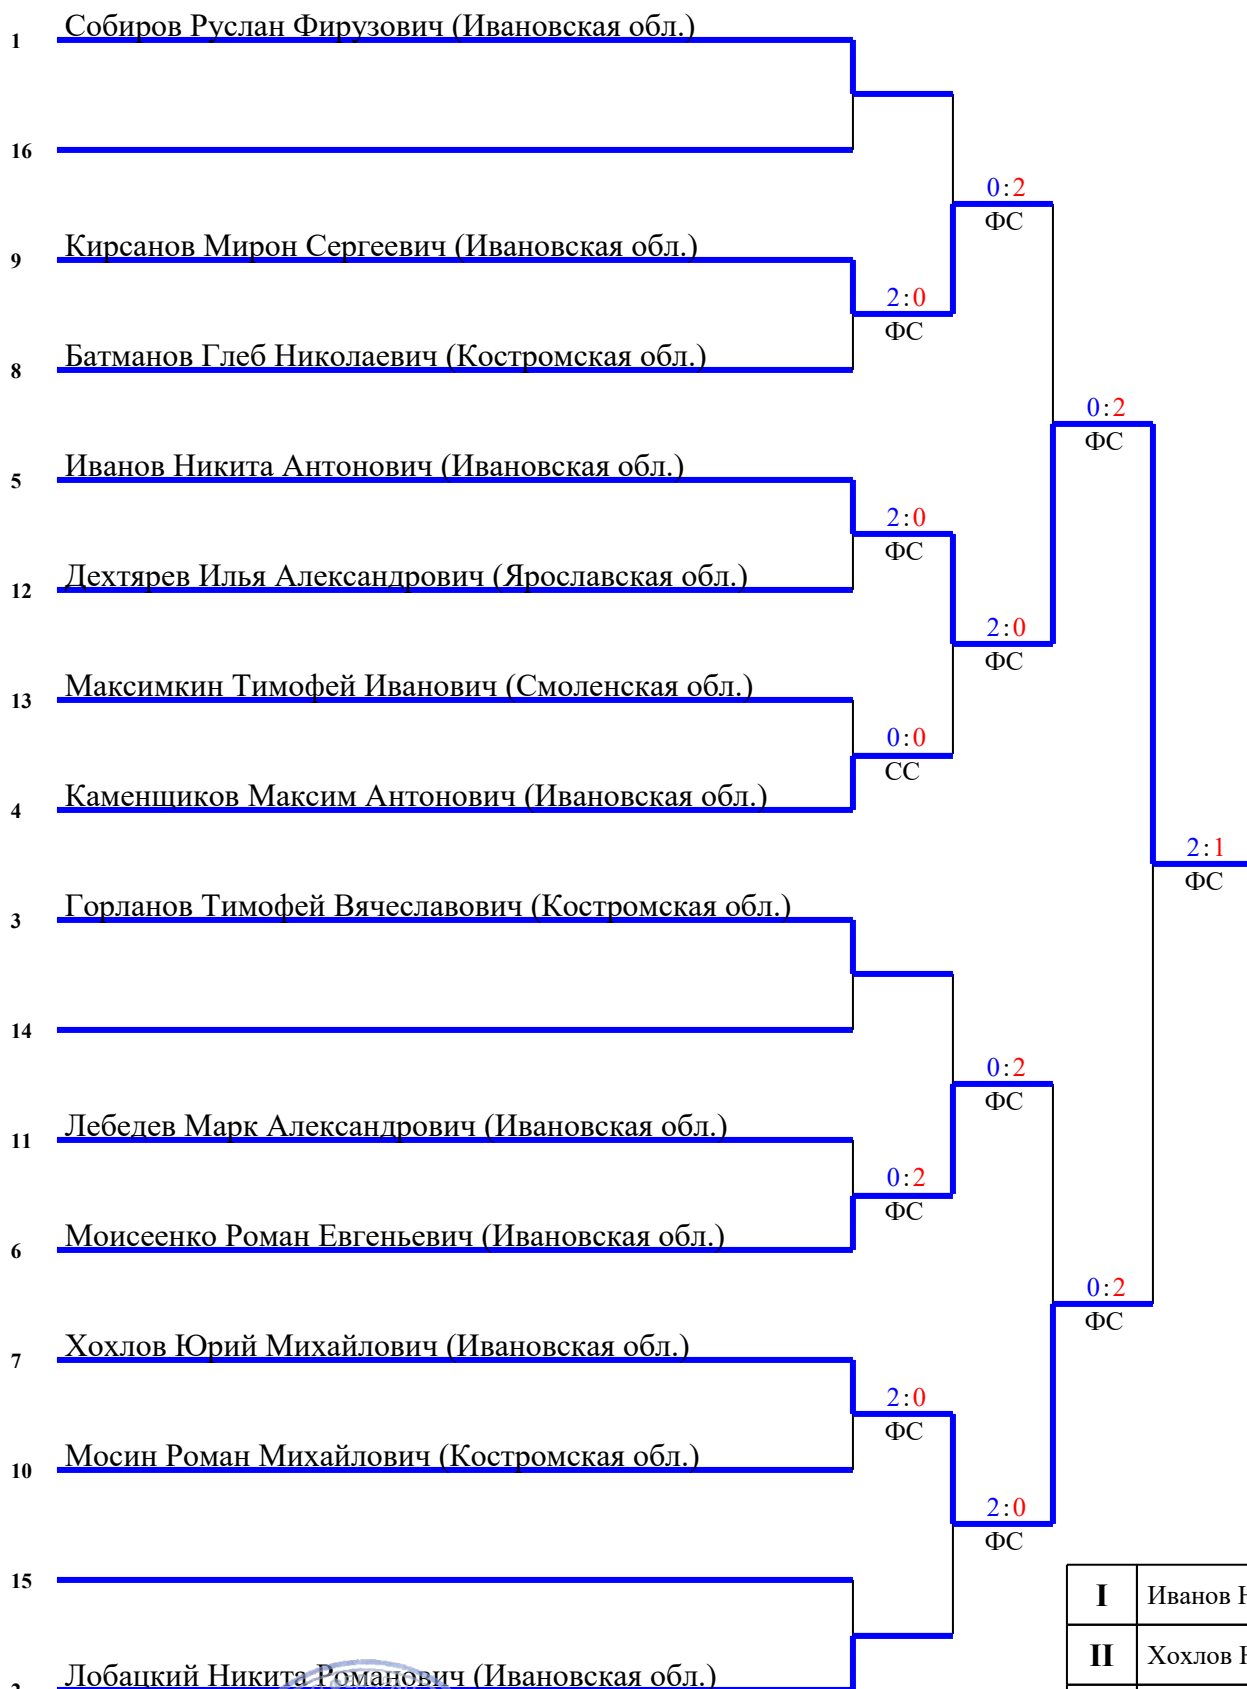 Собиров Руслан Фирузович (Ивановская обл.)
1
16
0:2
ФС
Кирсанов Мирон Сергеевич (Ивановская обл.)
9
2:0
ФС
Батманов Глеб Николаевич (Костромская обл.)
8
0:2
ФС
Иванов Никита Антонович (Ивановская обл.)
5
2:0
ФС
Дехтярев Илья Александрович (Ярославская обл.)
12
2:0
ФС
Максимкин Тимофей Иванович (Смоленская обл.)
13
0:0
СС
Каменщиков Максим Антонович (Ивановская обл.)
4
2:1
ФС
Горланов Тимофей Вячеславович (Костромская обл.)
3
14
0:2
ФС
Лебедев Марк Александрович (Ивановская обл.)
11
0:2
ФС
Моисеенко Роман Евгеньевич (Ивановская обл.)
6
0:2
ФС
Хохлов Юрий Михайлович (Ивановская обл.)
7
2:0
ФС
Мосин Роман Михайлович (Костромская обл.)
10
2:0
ФС
15
I Иванов
II Хохлов
Лобацкий Никита Романович (Ивановская обл.)